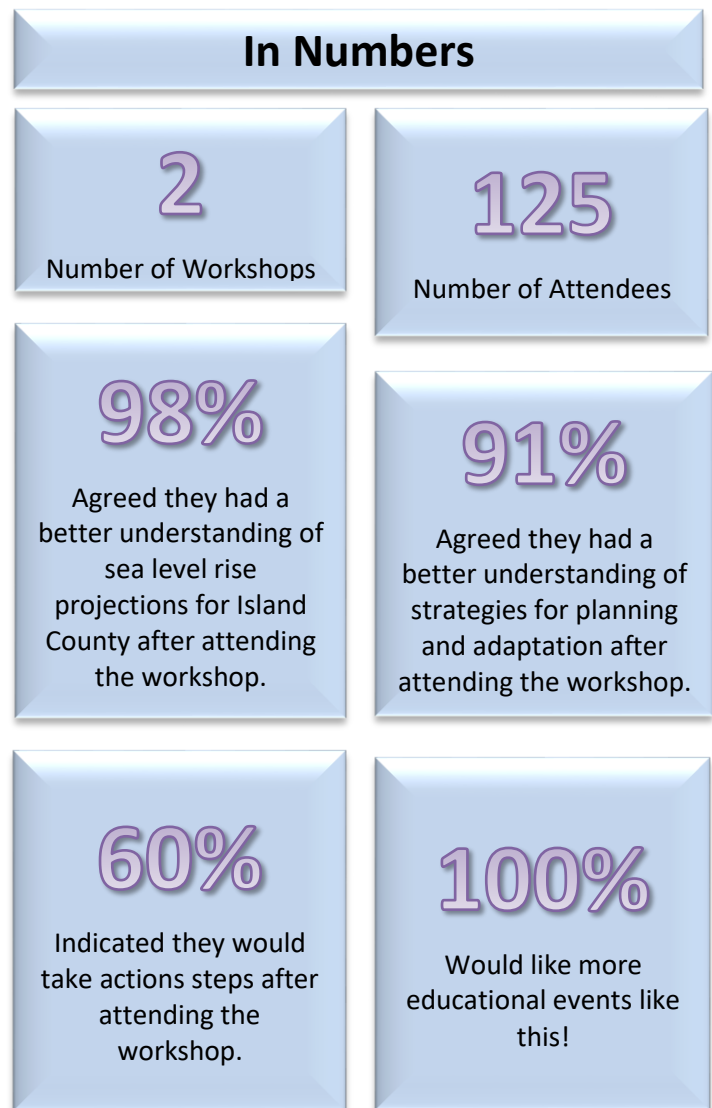 In Numbers
2
Number of Workshops
125
Number of Attendees
98%
Agreed they had a
better understanding of
sea level rise
projections for Island
County after attending
the workshop.
91%
Agreed they had a
better understanding of
strategies for planning
and adaptation after
attending the workshop.
60%
Indicated they would
take actions steps after
attending the
workshop.
100%
Would like more
educational events like
this!